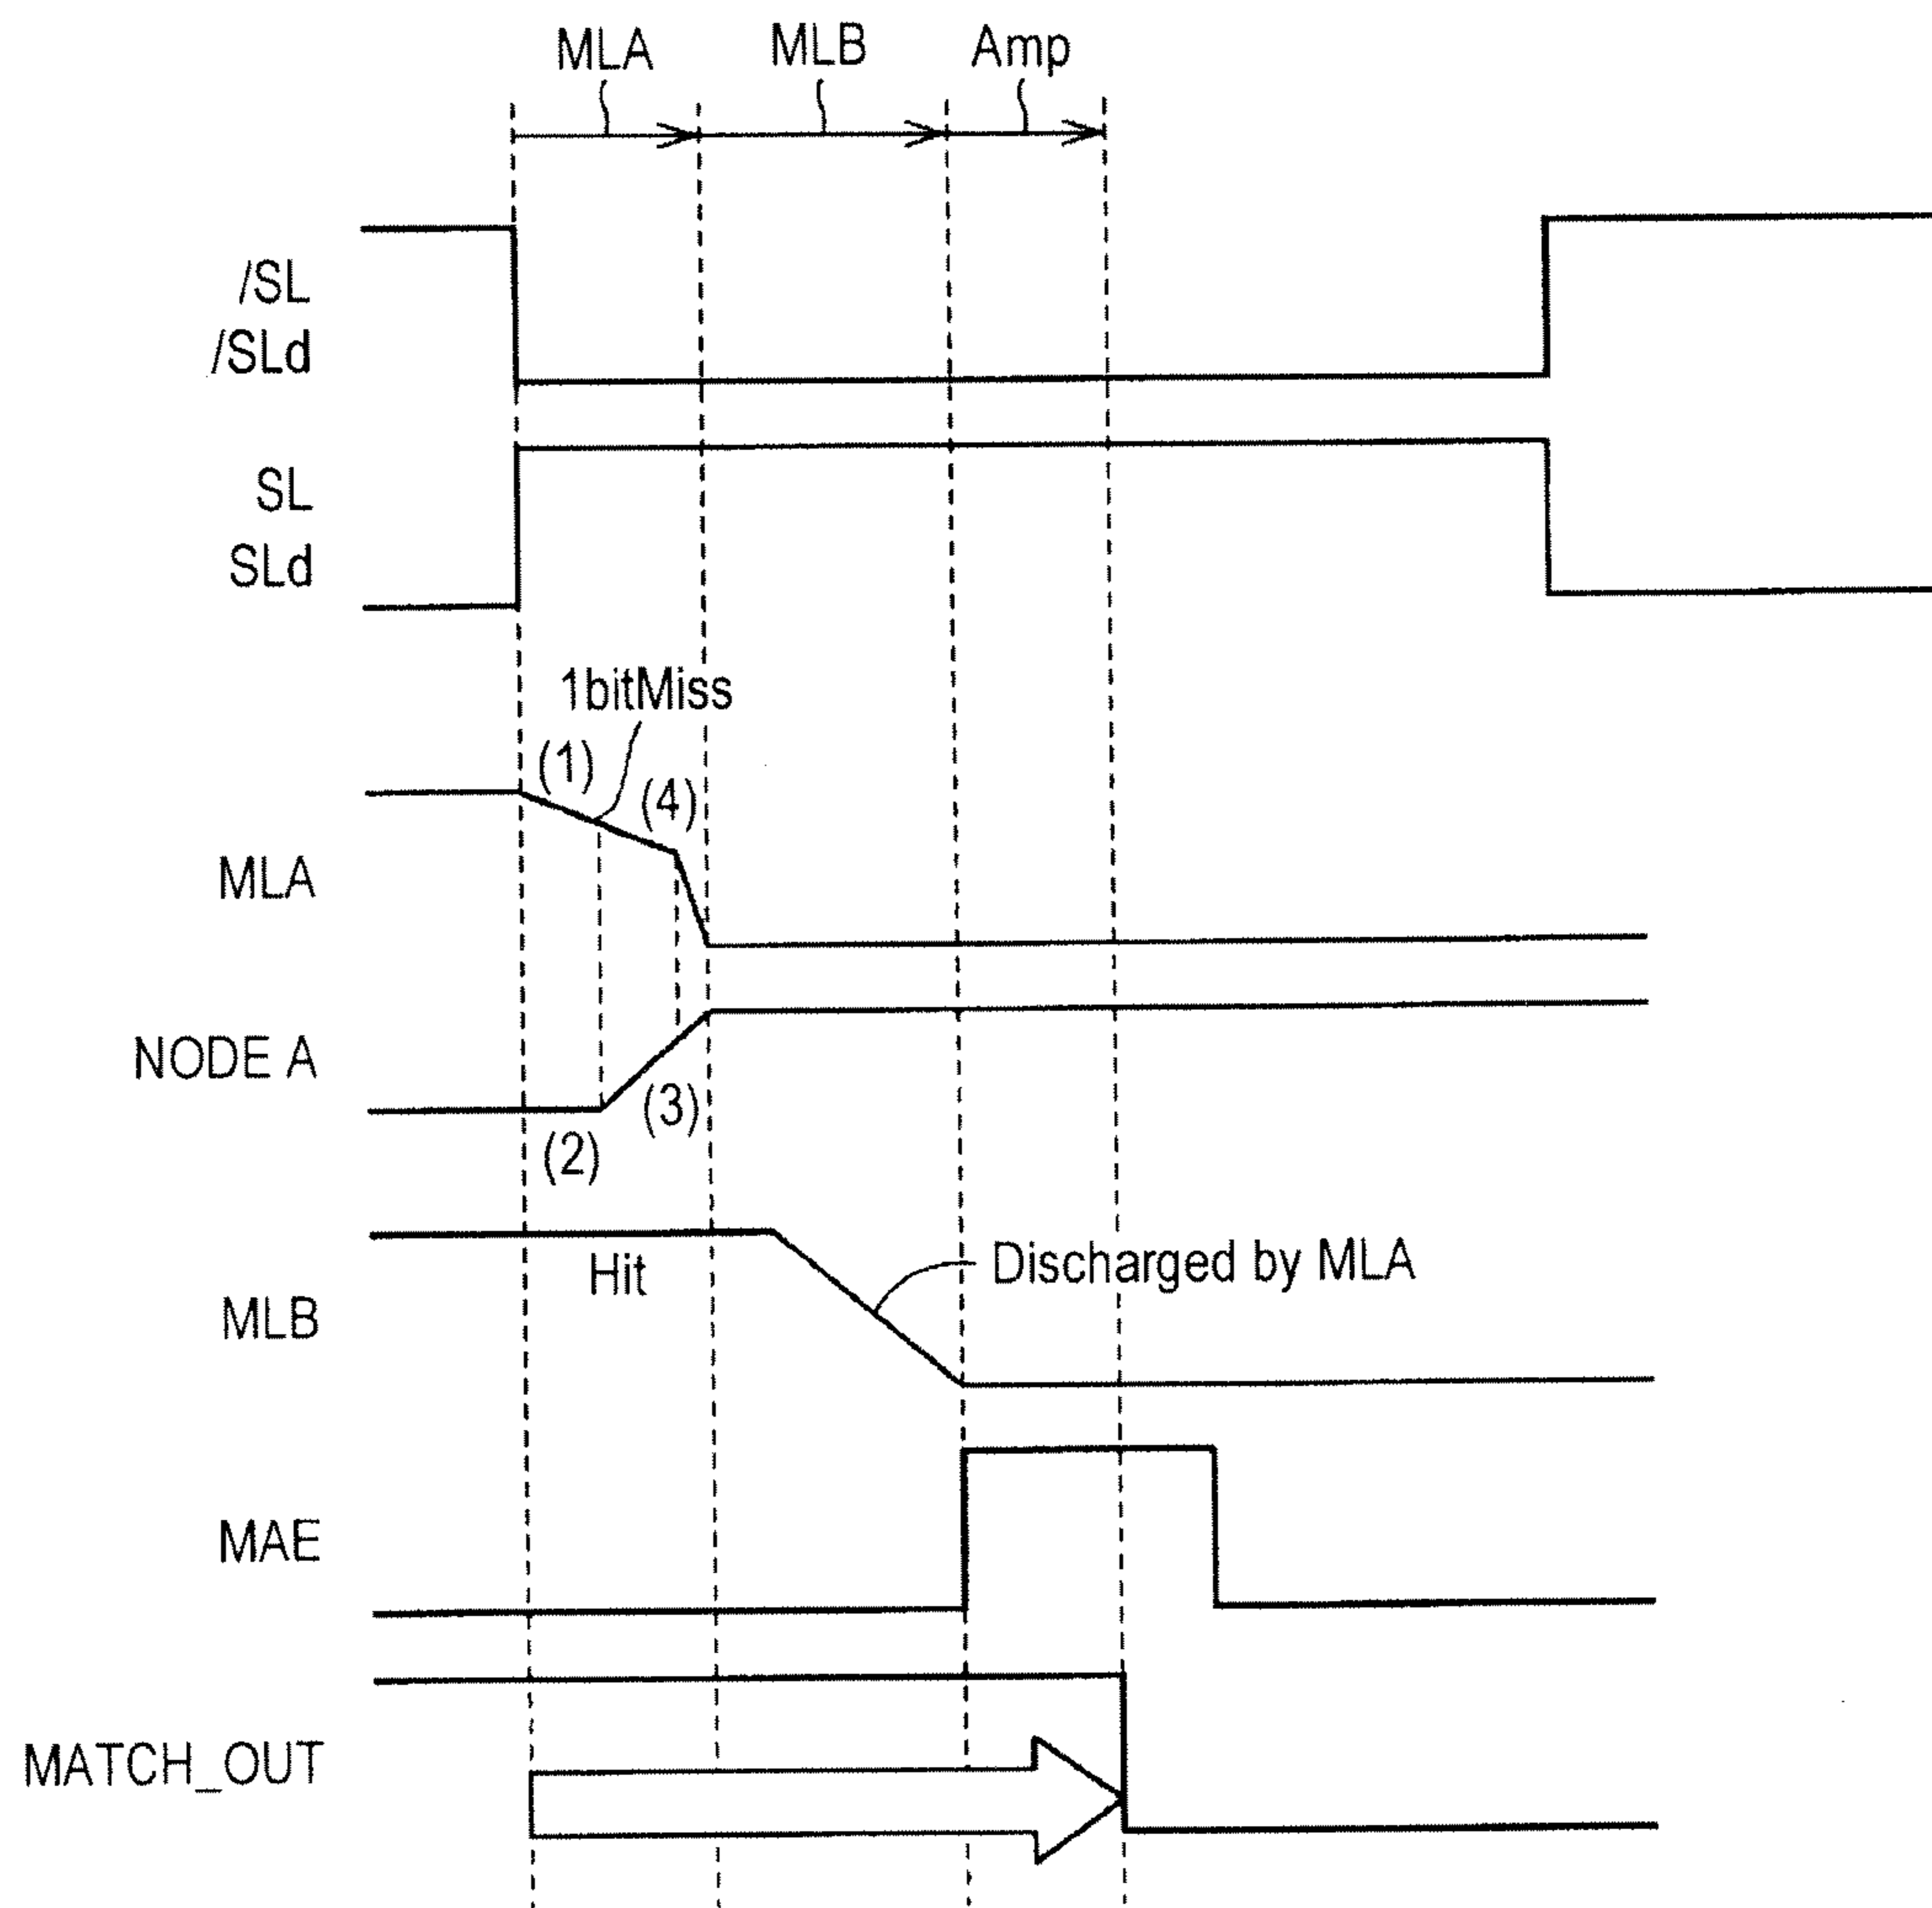 MLA MLB Amp
/SL
/SLd
SL
SLd
1bitMiss
(1)
(4)
MLA
NODE A
(3)
(2)
Hit
Discharged by MLA
MLB
MAE
MATCH_OUT